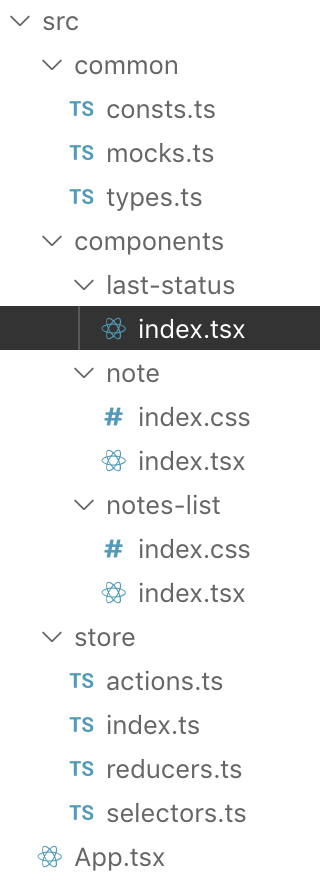 src
common
TS consts.ts
TS mocks.ts
TS types.ts
components
last-status
index.tsx
note
# index.css
index.tsx
notes-list
# index.css
index.tsx
store
TS actions.ts
TS index.ts
TS reducers.ts
TS selectors.ts
App.tsx